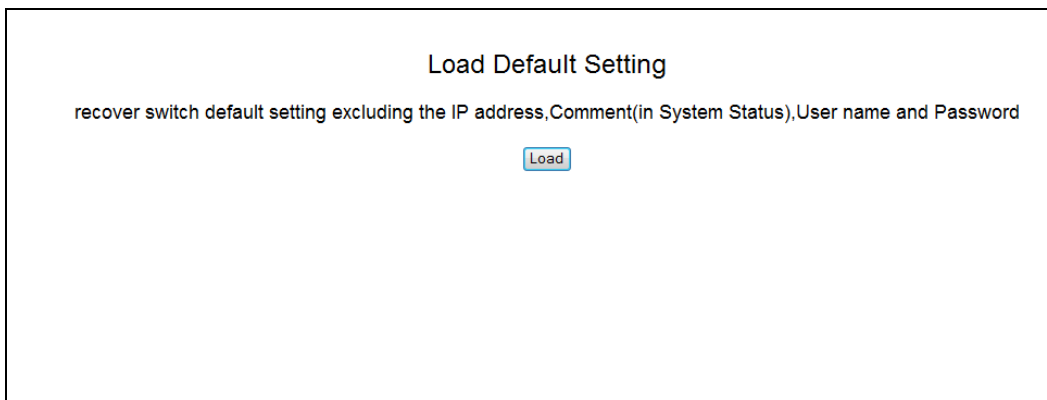 Load Default Setting
recover switch default setting excluding the IP address,Comment(in System Status),User name and Password
Load